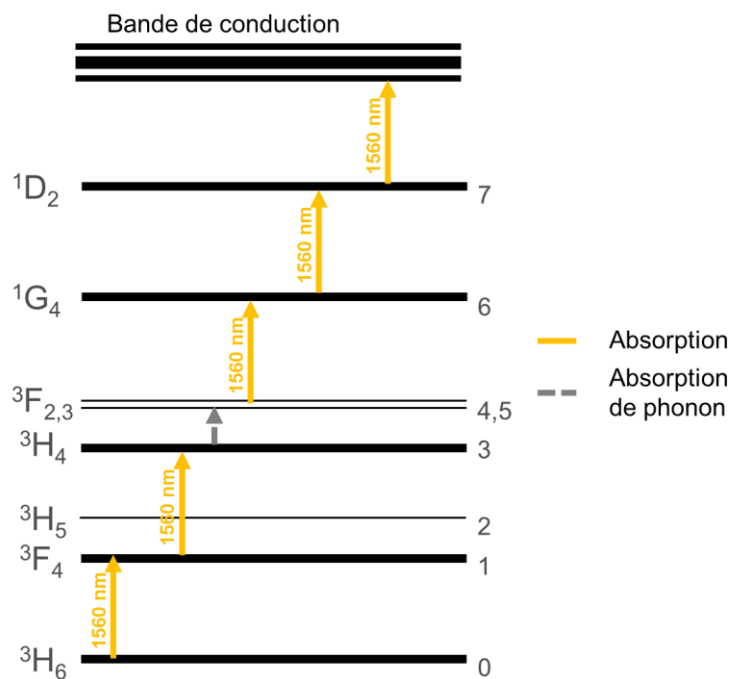 Bande de conduction
1560 nm
¹D₂
7
1560 nm
¹G₄
6
1560 nm
Absorption
Absorption
de phonon
³F₂,₃
4,5
³H₄
3
1560 nm
³H₅
2
³F₄
1
1560 nm
³H₆
0